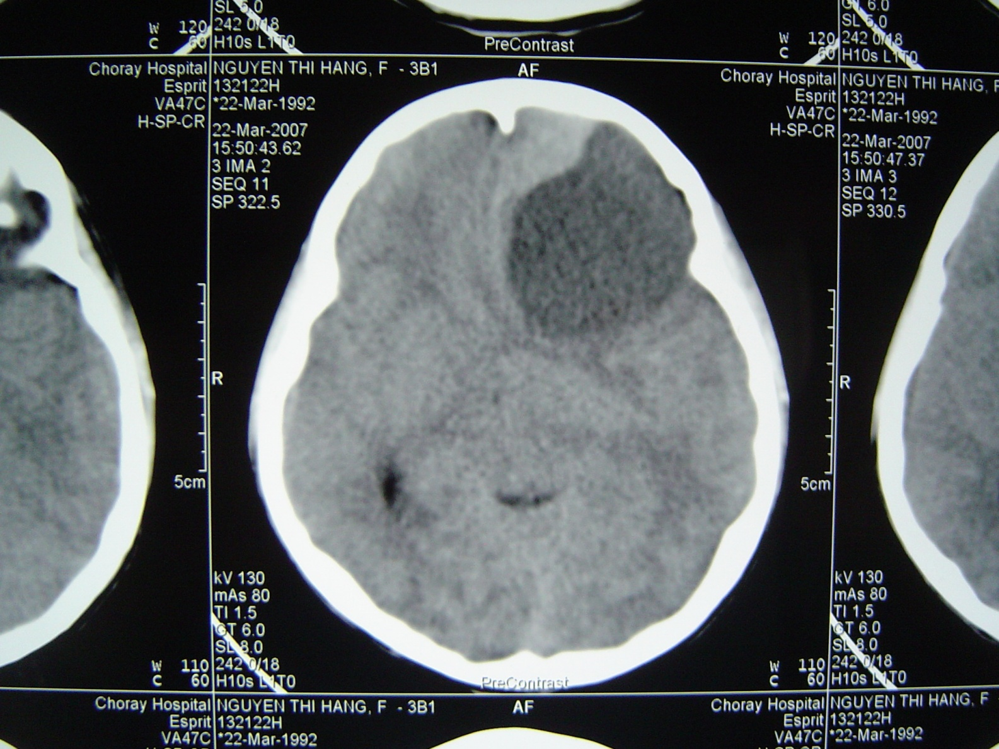 SL 5.0
W 120
242 0/18
C 60
H10s L1T0
PreContrast
GT 6.0
SL 5.0
W 120
242 0/18
C 60
H10s L1T0
Choray Hospital
NGUYEN THI HANG, F - 3B1
Esprit
132122H
VA47C
*22-Mar-1992
H-SP-CR
22-Mar-2007
15:50:43.62
3 IMA 2
SEQ 11
SP 322.5
AF
R
5cm
kV 130
mAs 80
TI 1.5
GT 6.0
SL 8.0
W 110
242 0/18
C 60
H10s L1T0
PreContrast
Choray Hospital
NGUYEN THI HANG, F
Esprit
132122H
VA47C
*22-Mar-1992
H-SP-CR
22-Mar-2007
15:50:47.37
3 IMA 3
SEQ 12
SP 330.5
R
5cm
kV 130
mAs 80
TI 1.5
GT 6.0
SL 8.0
W 110
242 0/18
C 60
H10s L1T0
Choray Hospital
NGUYEN THI HANG, F - 3B1
Esprit
132122H
VA47C
*22-Mar-1992
AF
Choray Hospital
NGUYEN THI HANG, F
Esprit
132122H
VA47C
*22-Mar-1992